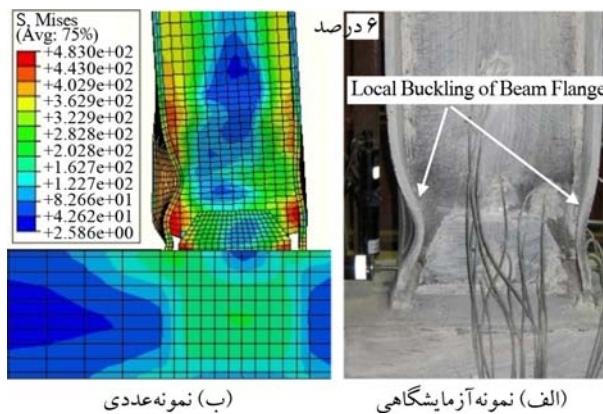 S, Mises
(Avg: 75%)
+4.830e+02
+4.430e+02
+4.029e+02
+3.629e+02
+3.229e+02
+2.828e+02
+2.028e+02
+1.627e+02
+1.227e+02
+8.266e+01
+4.262e+01
+2.586e+00
۶ درصد
Local Buckling of Beam Flange
(الف) نمونه آزمایشگاهی
(ب) نمونه عددی